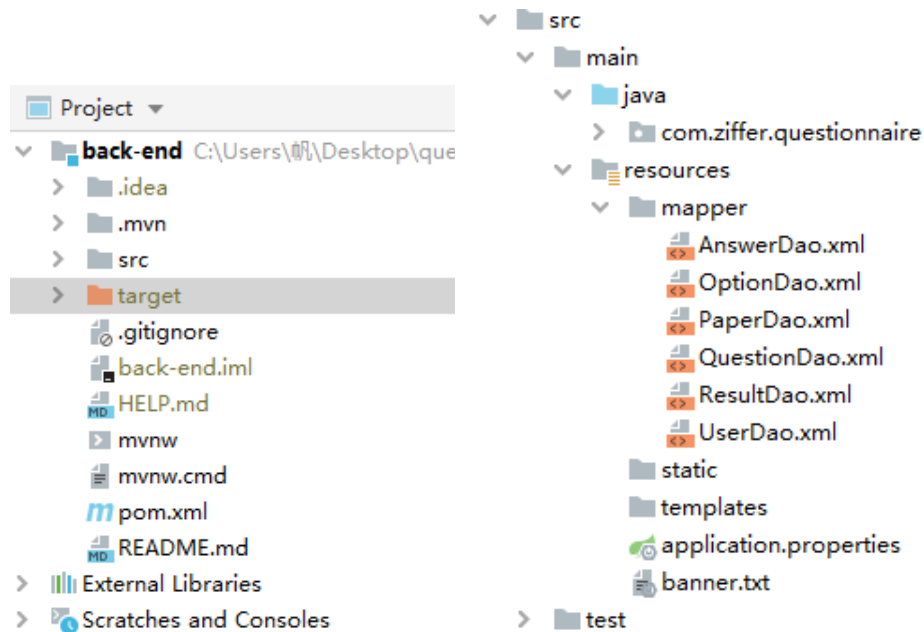 Project
back-end C:\Users\帆\Desktop\que
.idea
.mvn
src
target
.gitignore
back-end.iml
HELP.md
mvnw
mvnw.cmd
pom.xml
README.md
External Libraries
Scratches and Consoles
src
main
java
com.ziffer.questionnaire
resources
mapper
AnswerDao.xml
OptionDao.xml
PaperDao.xml
QuestionDao.xml
ResultDao.xml
UserDao.xml
static
templates
application.properties
banner.txt
test